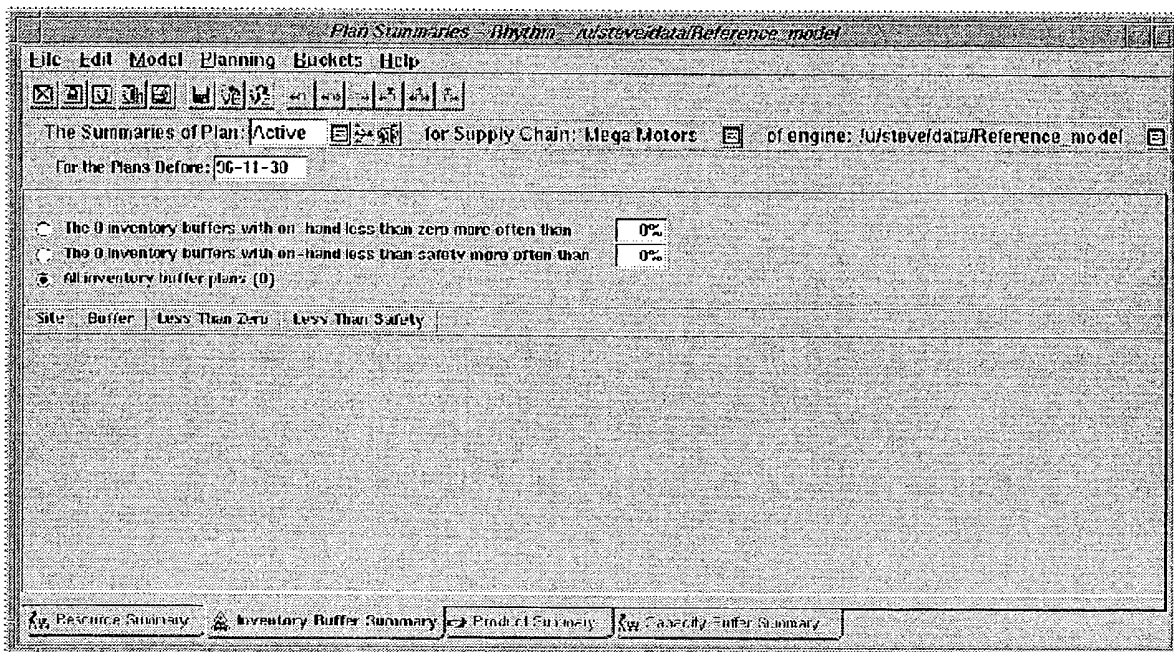 Plan Summaries - Rhythm - /u/steve/data/Reference_model
File Edit Model Planning Buckets Help
The Summaries of Plan: Active for Supply Chain: Mega Motors of engine: /u/steve/data/Reference_model
For the Plans Before: 96-11-30
The 0 inventory buffers with on-hand less than zero more often than 0%
The 0 inventory buffers with on-hand less than safety more often than 0%
All inventory buffer plans (0)
Site Buffer Less Than Zero Less Than Safety
Resource Summary Inventory Buffer Summary Product Summary Capacity Buffer Summary